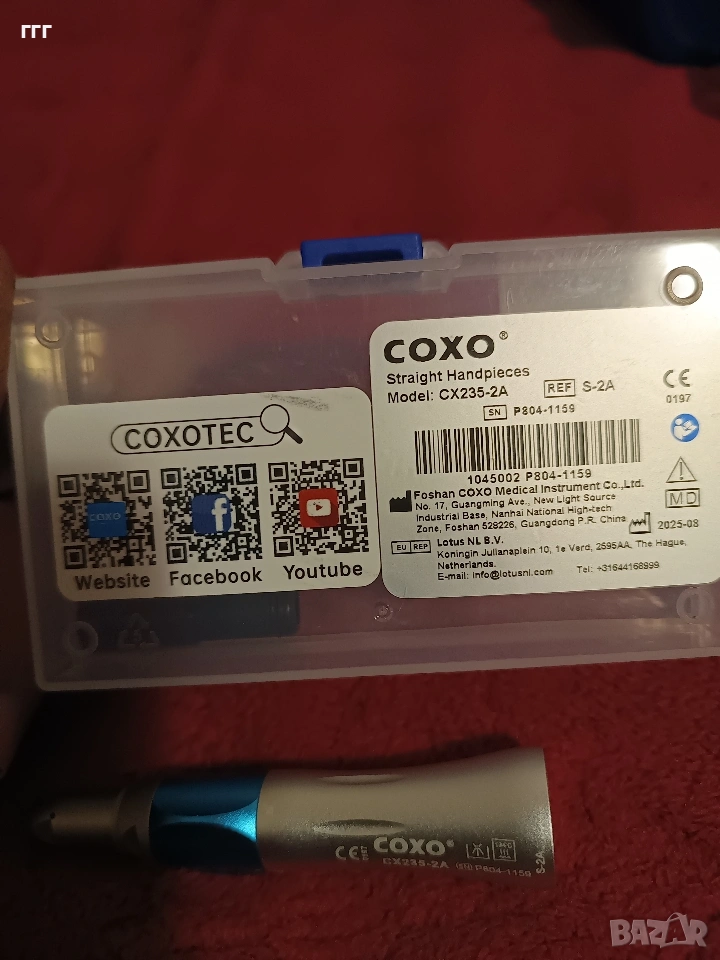 ггг
COXO®
Straight Handpieces
Model: CX235-2A REF S-2A
SN P804-1159
CE
0197
1045002 P804-1159
Foshan COXO Medical Instrument Co.,Ltd.
No. 17, Guangming Ave., New Light Source
Industrial Base, Nanhai National High-tech
Zone, Foshan 528226, Guangdong P.R. China
2025-08
MD
EU REP Lotus NL B.V.
Koningin Julianaplein 10, 1e Verd, 2595AA, The Hague,
Netherlands.
E-mail: info@lotusnl.com Tel: +31644168999
COXOTEC
COXO
f
Website Facebook Youtube
CE 0197 COXO®
CX235-2A SN P804-1159
S-2A
BAZAR